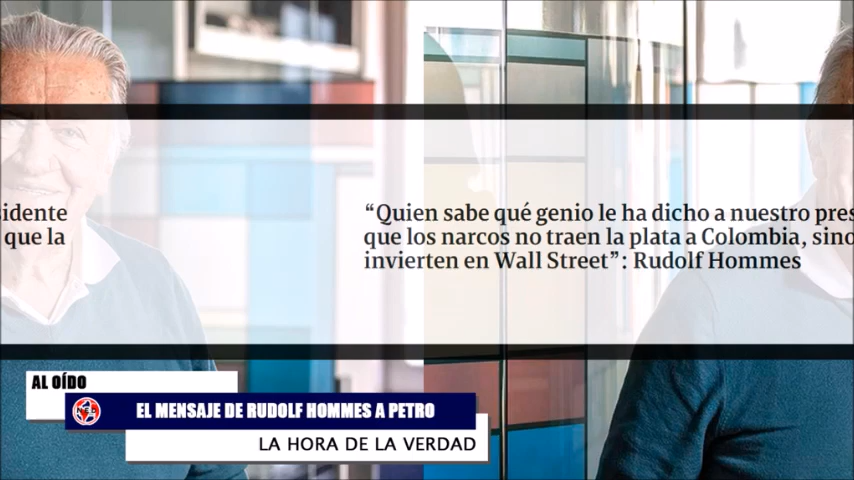 sidente
que la
“Quien sabe qué genio le ha dicho a nuestro pres
que los narcos no traen la plata a Colombia, sino
invierten en Wall Street”: Rudolf Hommes
AL OÍDO
EL MENSAJE DE RUDOLF HOMMES A PETRO
LA HORA DE LA VERDAD